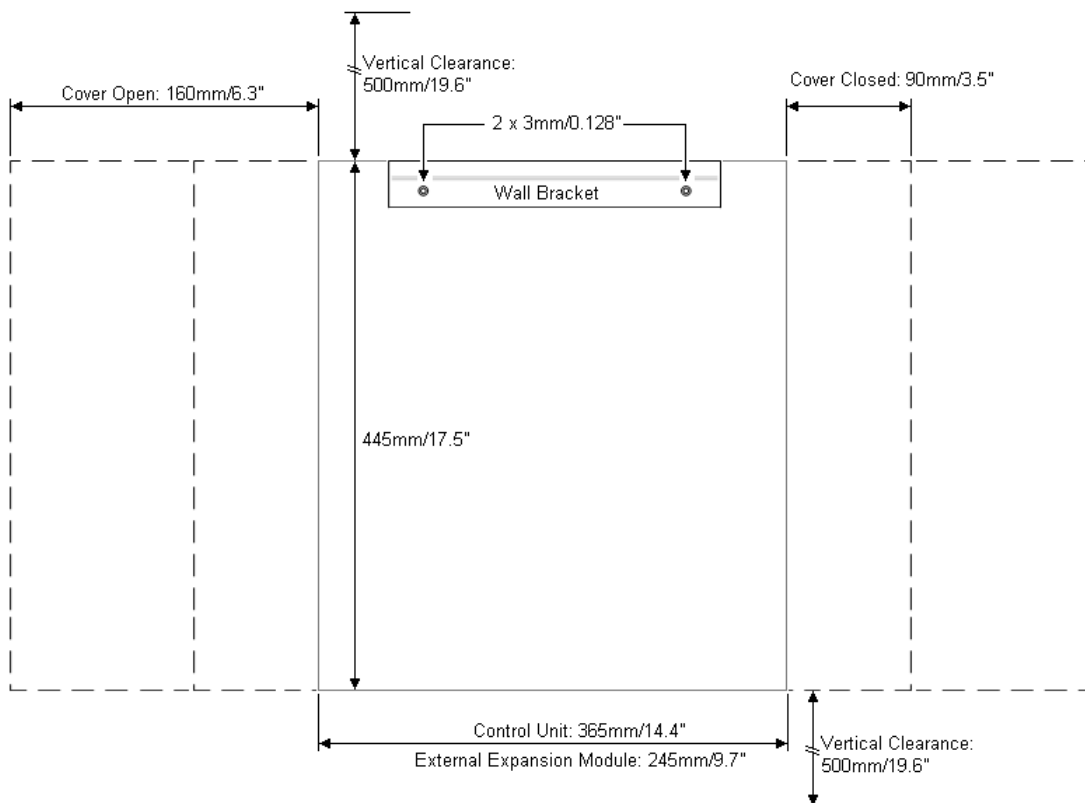 Vertical Clearance:
500mm/19.6"
Cover Open: 160mm/6.3"
Cover Closed: 90mm/3.5"
2 x 3mm/0.128"
Wall Bracket
445mm/17.5"
Control Unit: 365mm/14.4"
External Expansion Module: 245mm/9.7"
Vertical Clearance:
500mm/19.6"